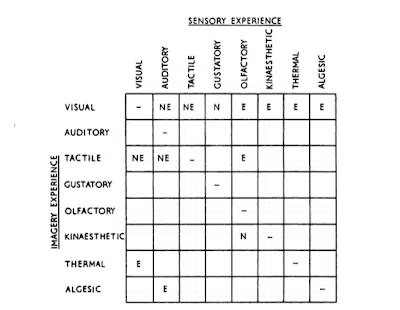 SENSORY EXPERIENCE
VISUAL AUDITORY TACTILE GUSTATORY OLFACTORY KINAESTHETIC THERMAL ALGESIC
IMAGERY EXPERIENCE
VISUAL – NE NE N E E E E
AUDITORY –
TACTILE NE NE – E
GUSTATORY –
OLFACTORY –
KINAESTHETIC N –
THERMAL E –
ALGESIC E –